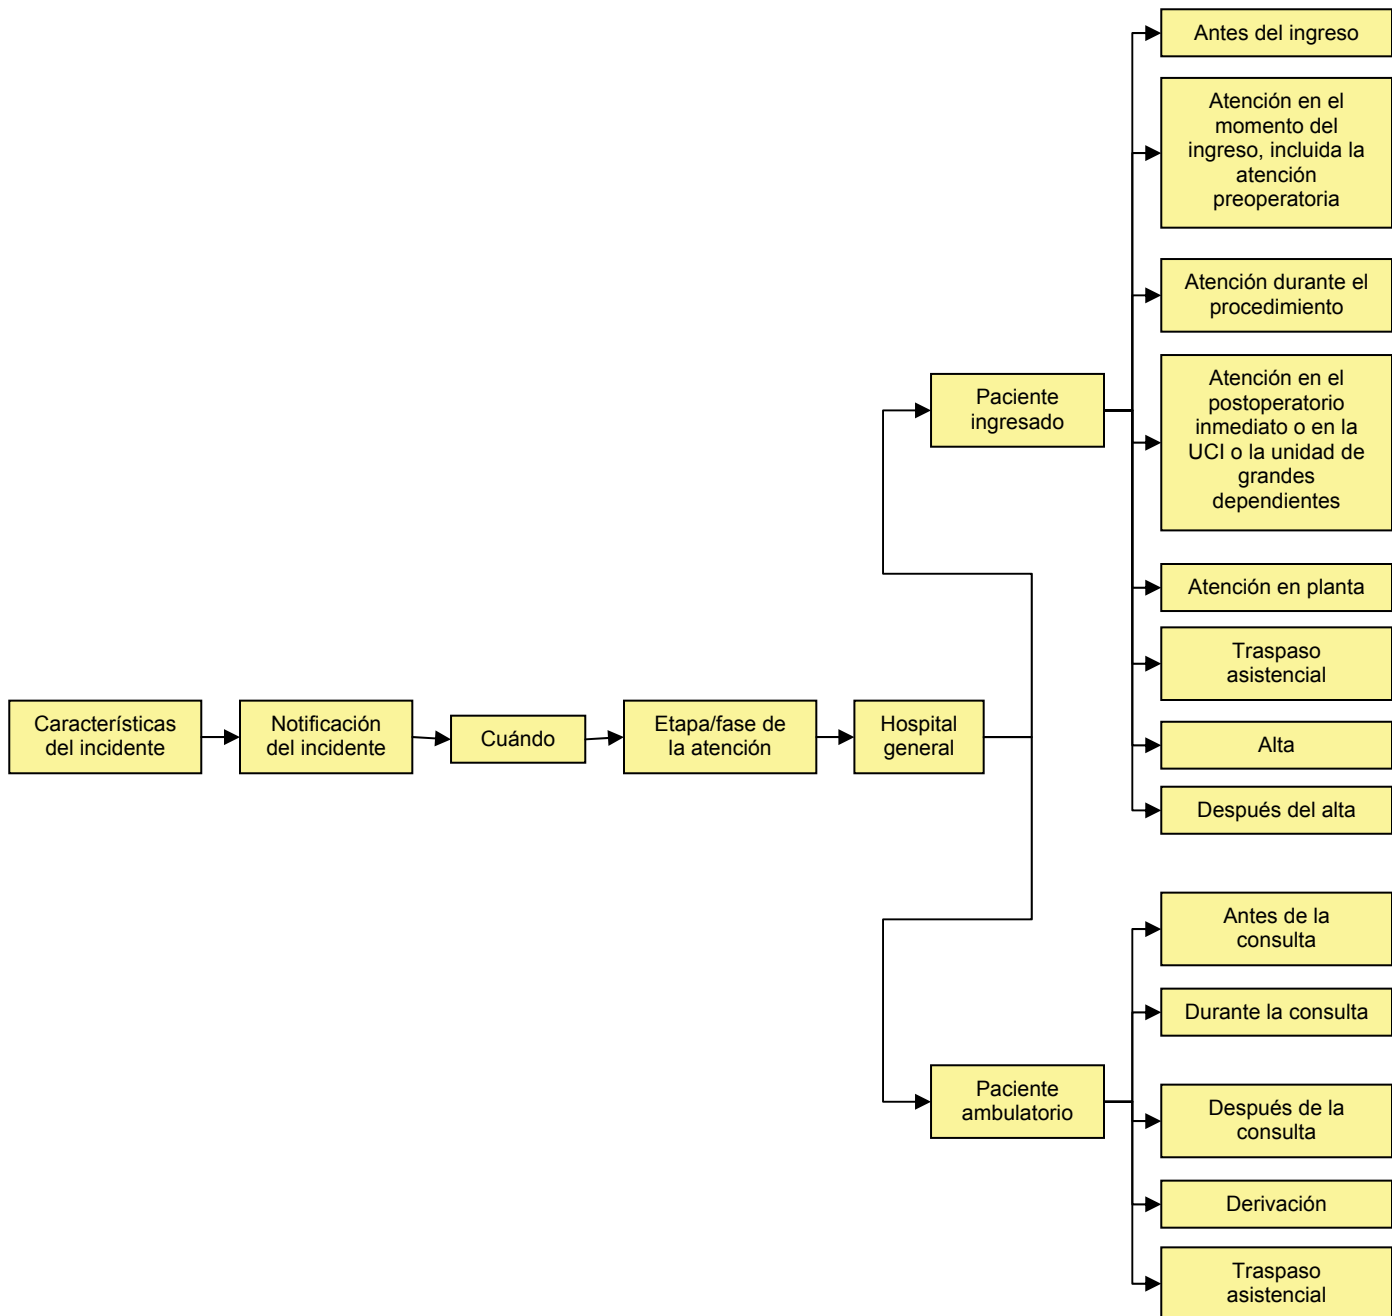 Características
del incidente
Notificación
del incidente
Cuándo
Etapa/fase de
la atención
Hospital
general
Paciente
ingresado
Antes del ingreso
Atención en el
momento del
ingreso, incluida la
atención
preoperatoria
Atención durante el
procedimiento
Atención en el
postoperatorio
inmediato o en la
UCI o la unidad de
grandes
dependientes
Atención en planta
Traspaso
asistencial
Alta
Después del alta
Paciente
ambulatorio
Antes de la
consulta
Durante la consulta
Después de la
consulta
Derivación
Traspaso
asistencial